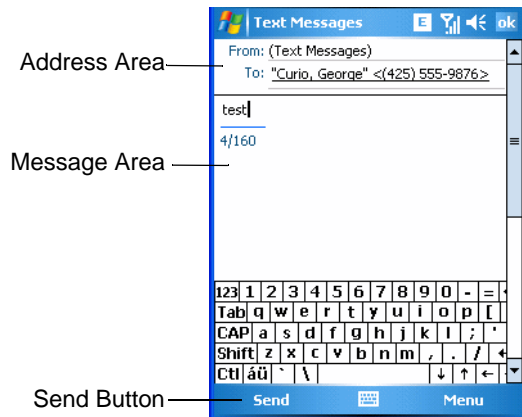 Text Messages E ok
Address Area
From: (Text Messages)
To: "Curio, George" <(425) 555-9876>
test
4/160
Message Area
123 1 2 3 4 5 6 7 8 9 0 - =
Tab q w e r t y u i o p [
CAP a s d f g h j k l ; '
Shift z x c v b n m , . /
Ctl áü ` \ ↓ ↑ ←
Send Button
Send Menu